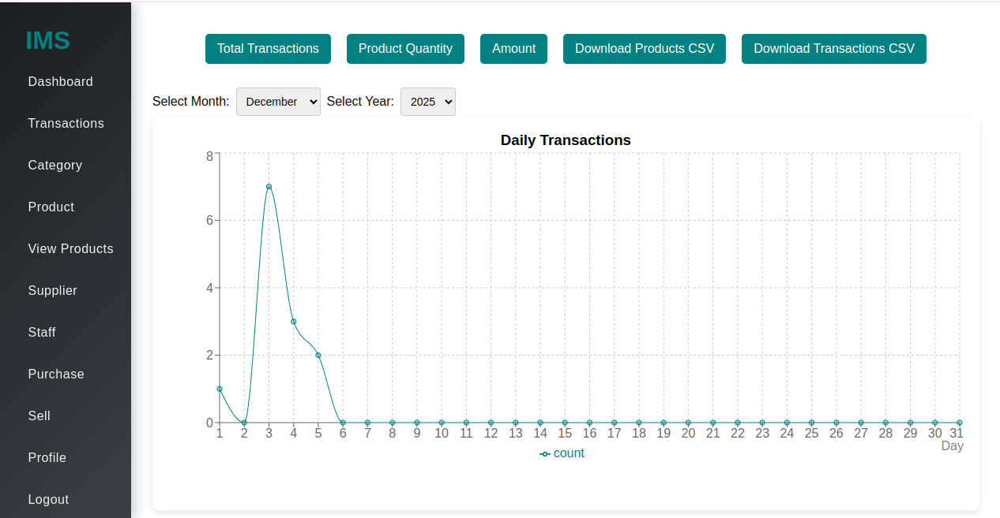 IMS
Dashboard
Transactions
Category
Product
View Products
Supplier
Staff
Purchase
Sell
Profile
Logout
Total Transactions Product Quantity Amount Download Products CSV Download Transactions CSV
Select Month: December Select Year: 2025
Daily Transactions
8
6
4
2
0
1 2 3 4 5 6 7 8 9 10 11 12 13 14 15 16 17 18 19 20 21 22 23 24 25 26 27 28 29 30 31
Day
count